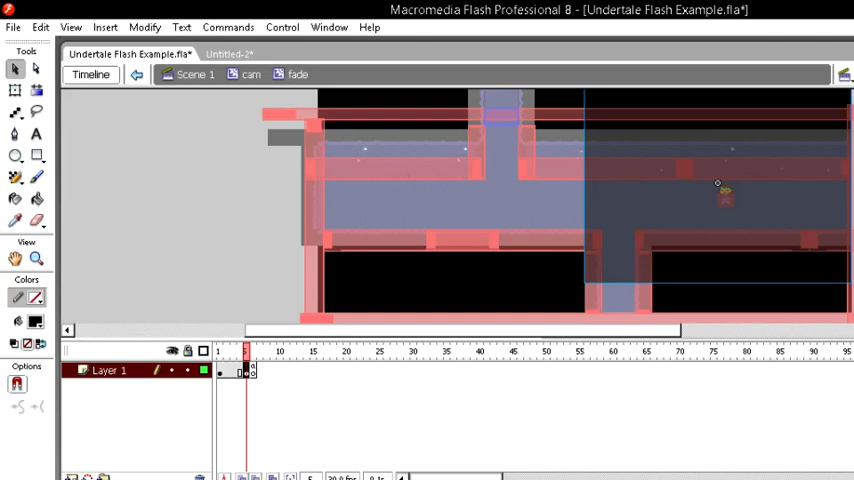 Macromedia Flash Professional 8 - [Undertale Flash Example.fla*]
File Edit View Insert Modify Text Commands Control Window Help
Tools
Undertale Flash Example.fla* Untitled-2*
Timeline Scene 1 cam fade
View
Colors
Options
1 5 10 15 20 25 30 35 40 45 50 55 60 65 70 75 80 85 90 95
Layer 1
a
5 30.0 fps 0.1s